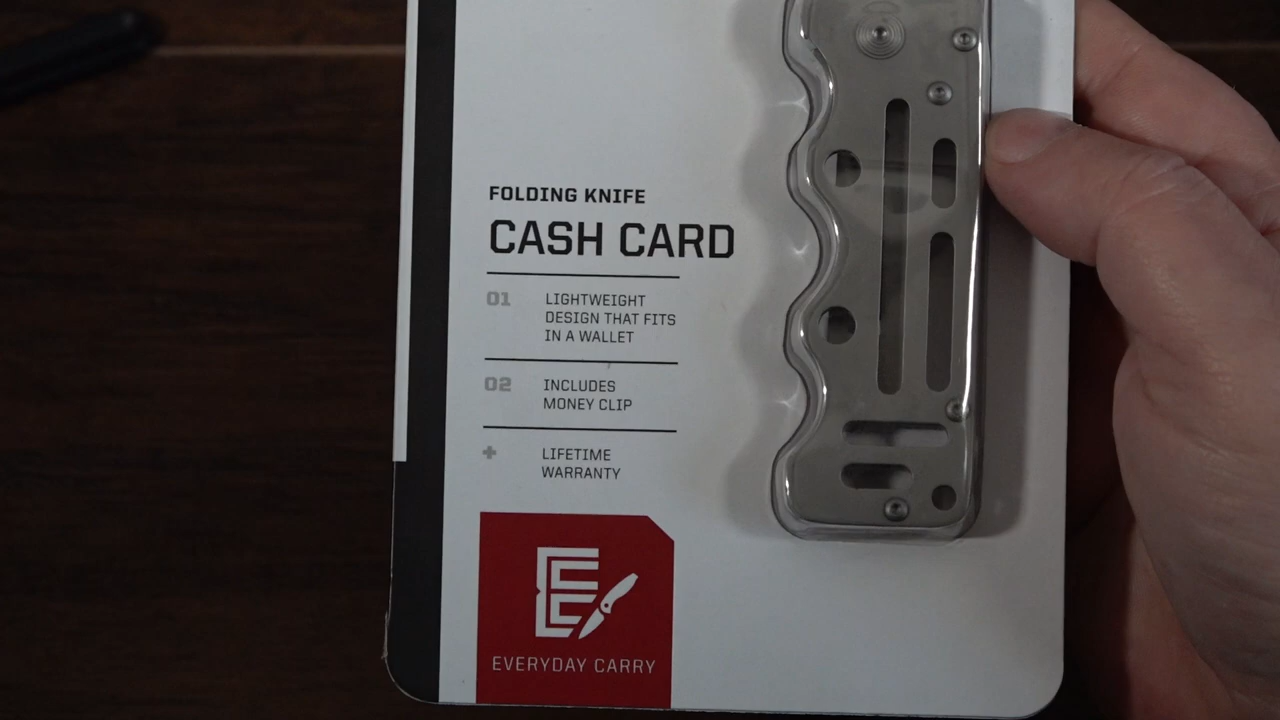 FOLDING KNIFE
CASH CARD
01 LIGHTWEIGHT
DESIGN THAT FITS
IN A WALLET
02 INCLUDES
MONEY CLIP
+ LIFETIME
WARRANTY
EVERYDAY CARRY